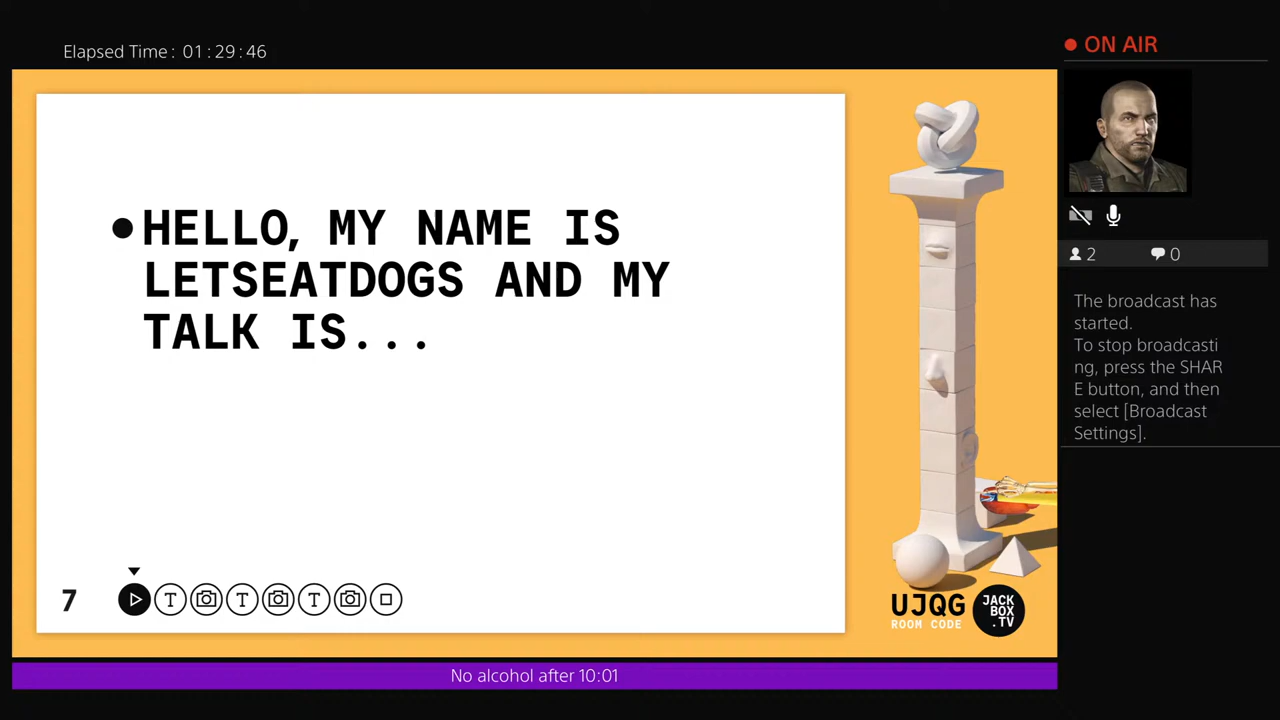 Elapsed Time: 01:29:46
ON AIR
HELLO, MY NAME IS
LETSEATDOGS AND MY
TALK IS...
2
0
The broadcast has
started.
To stop broadcasti
ng, press the SHAR
E button, and then
select [Broadcast
Settings].
7
T
T
T
UJQG
ROOM CODE
JACK
BOX
.TV
No alcohol after 10:01